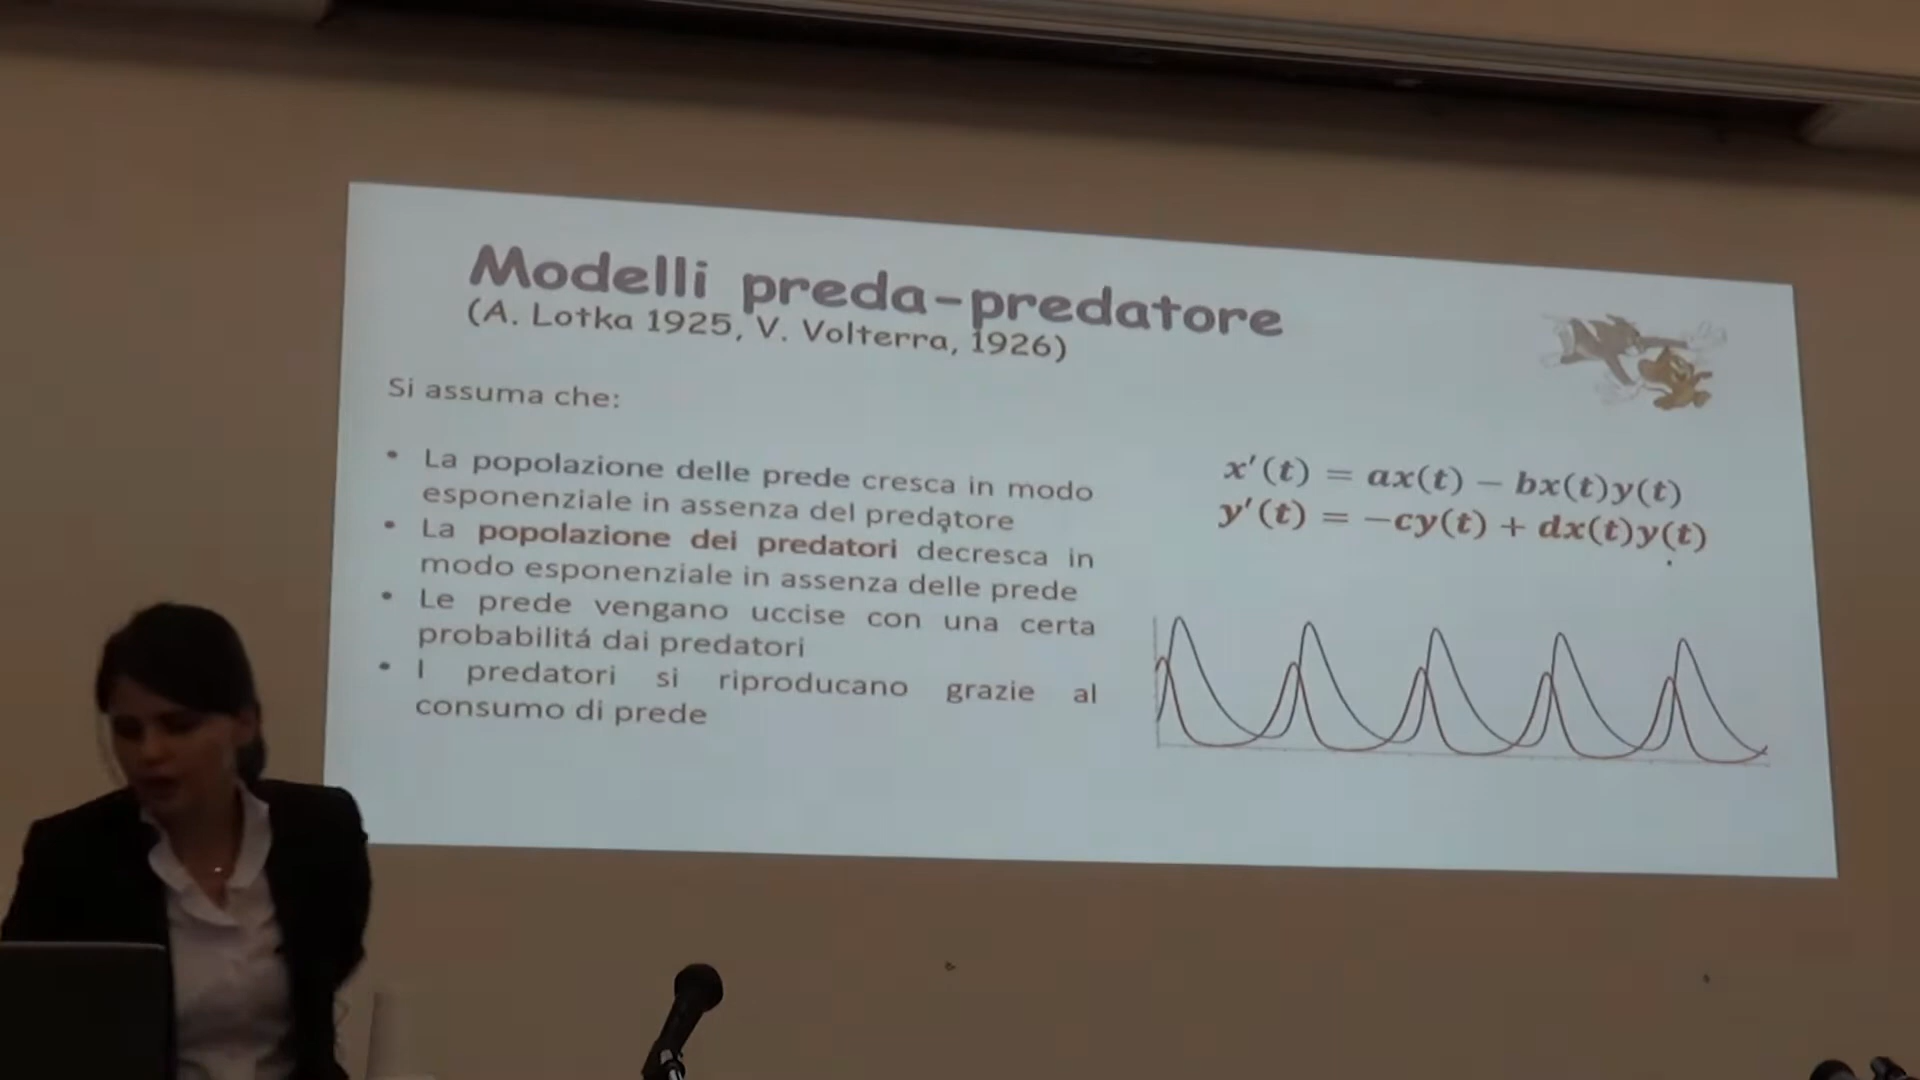 Modelli preda-predatore
(A. Lotka 1925, V. Volterra, 1926)
Si assuma che:
• La popolazione delle prede cresca in modo
esponenziale in assenza del predatore
• La popolazione dei predatori decresca in
modo esponenziale in assenza delle prede
• Le prede vengano uccise con una certa
probabilitá dai predatori
• I predatori si riproducano grazie al
consumo di prede
x'(t) = ax(t) − bx(t)y(t)
y'(t) = −cy(t) + dx(t)y(t)